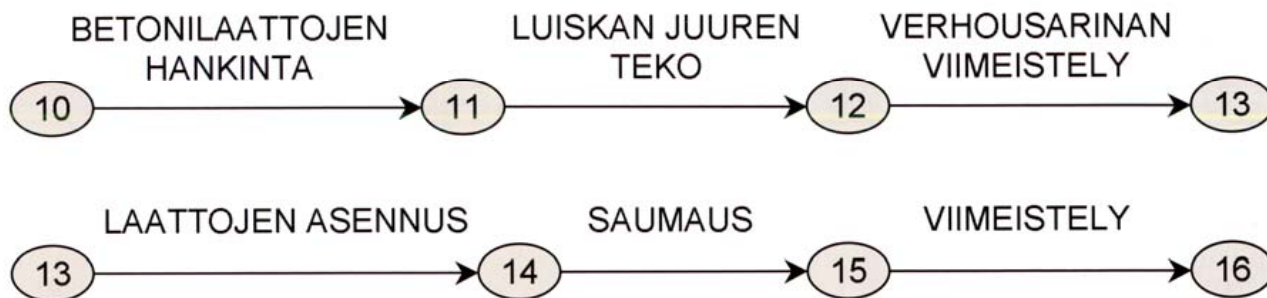 BETONILAATTOJEN
HANKINTA
LUISKAN JUUREN
TEKO
VERHOUSARINAN
VIIMEISTELY
10
11
12
13
LAATTOJEN ASENNUS
SAUMAUS
VIIMEISTELY
13
14
15
16